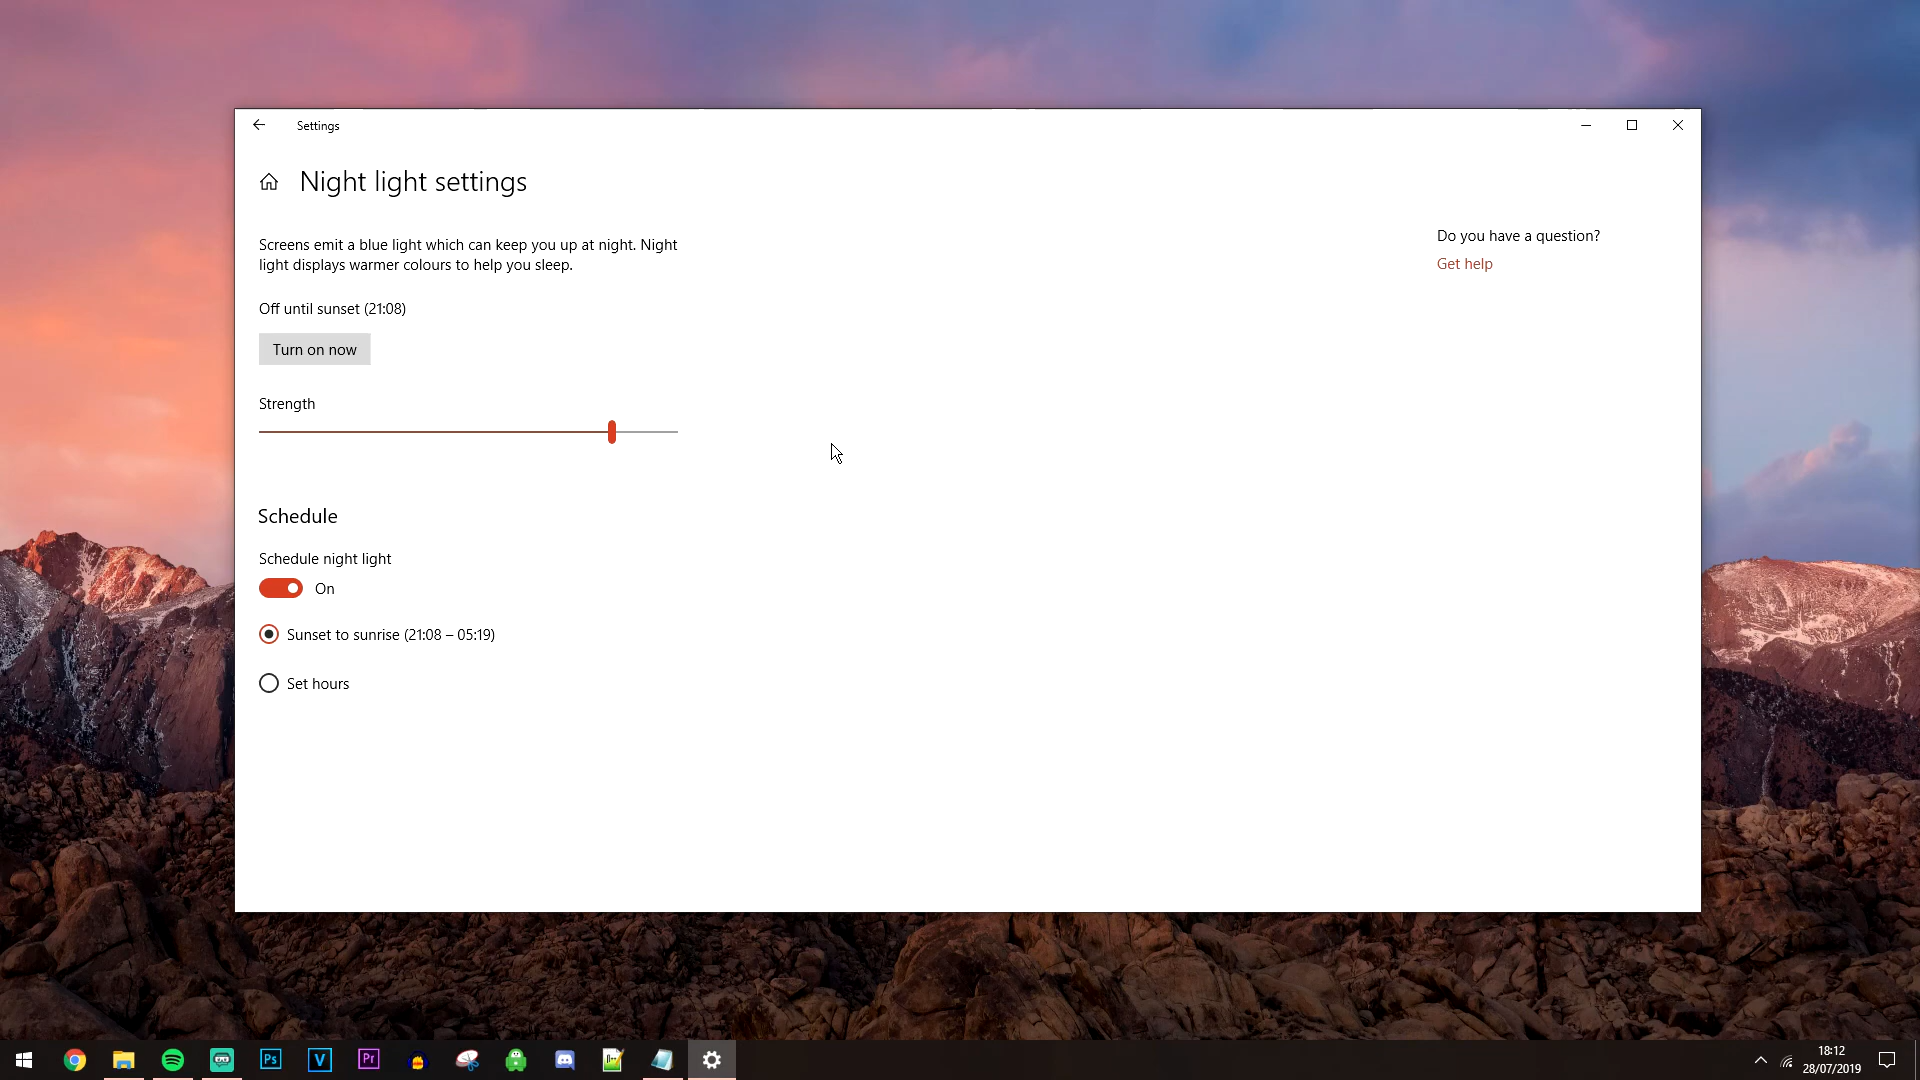 Settings
Night light settings
Screens emit a blue light which can keep you up at night. Night
light displays warmer colours to help you sleep.
Off until sunset (21:08)
Turn on now
Strength
Schedule
Schedule night light
On
Sunset to sunrise (21:08 – 05:19)
Set hours
Do you have a question?
Get help
Ps
V
Pr
18:12
28/07/2019